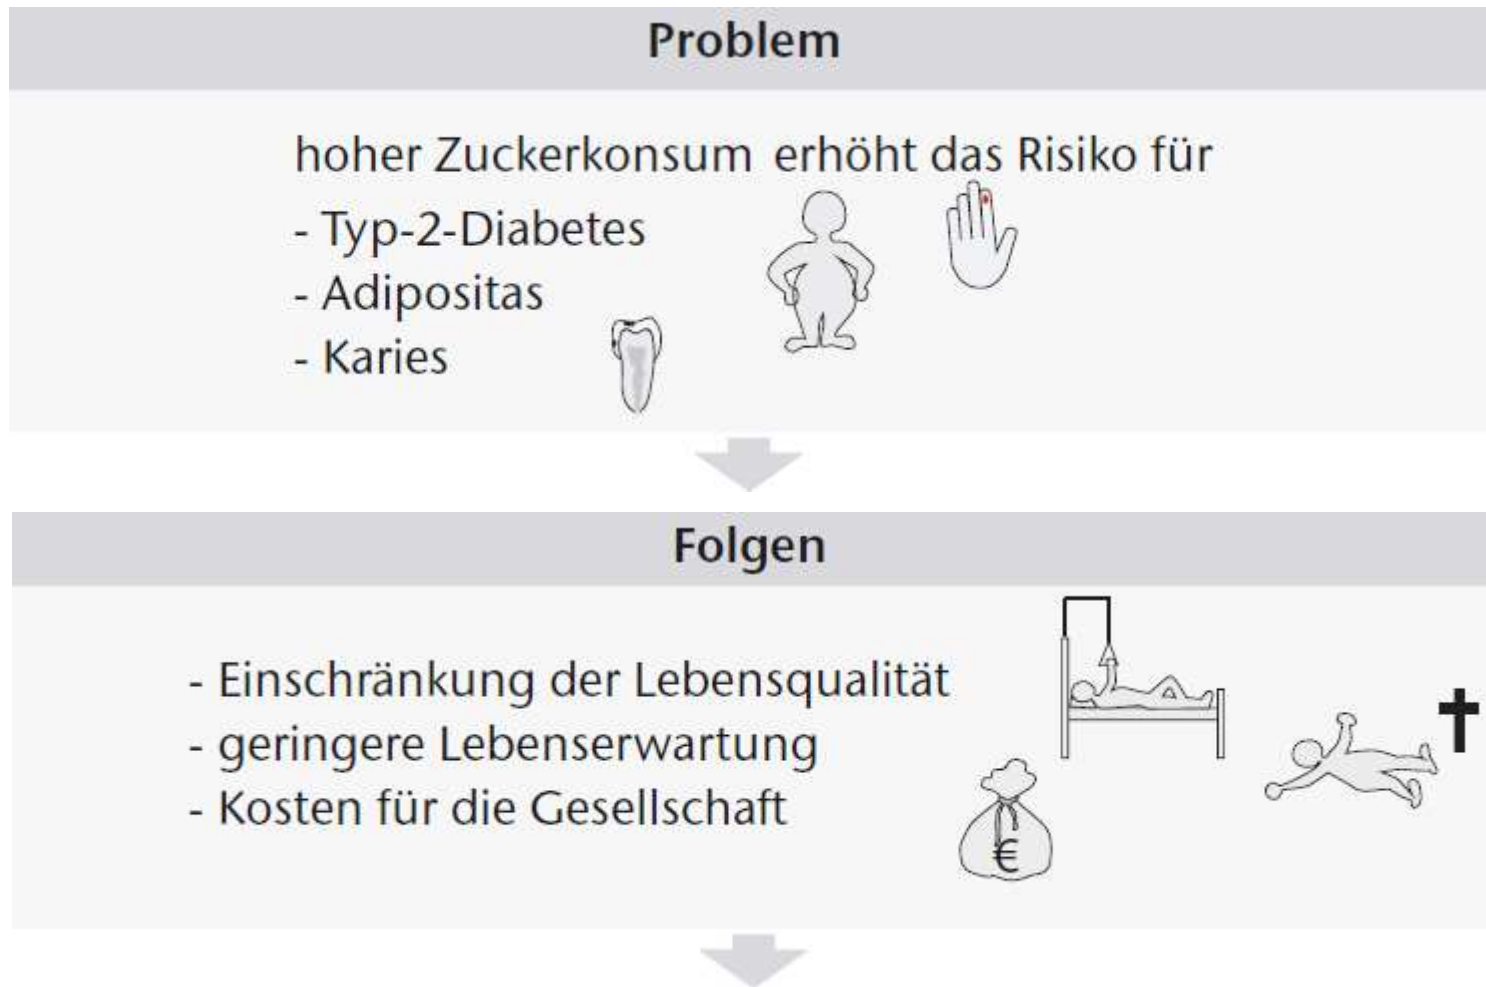 Problem
hoher Zuckerkonsum erhöht das Risiko für
- Typ-2-Diabetes
- Adipositas
- Karies
Folgen
- Einschränkung der Lebensqualität
- geringere Lebenserwartung
- Kosten für die Gesellschaft
€